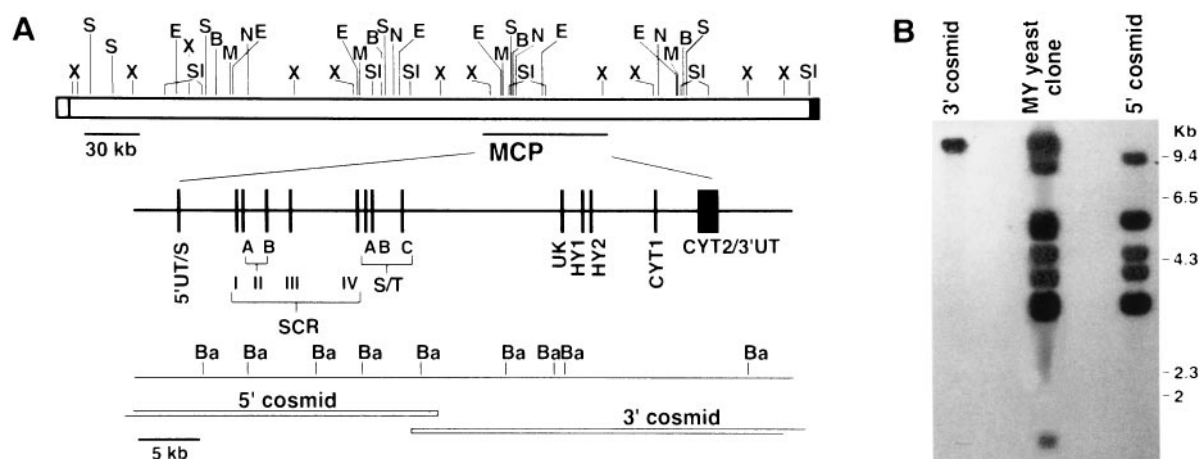 A
S S E X S B M N E E B S N E S B N E E N S B
X X SI X X M SI SI X X M SI X X M SI X X SI
30 kb
MCP
A B A B C
5'UT/S
UK
HY1
HY2
CYT1
CYT2/3'UT
I II III IV S/T
SCR
Ba Ba Ba Ba Ba Ba Ba Ba Ba
5' cosmid
3' cosmid
5 kb
B
3' cosmid
MY yeast
clone
5' cosmid
Kb
9.4
6.5
4.3
2.3
2